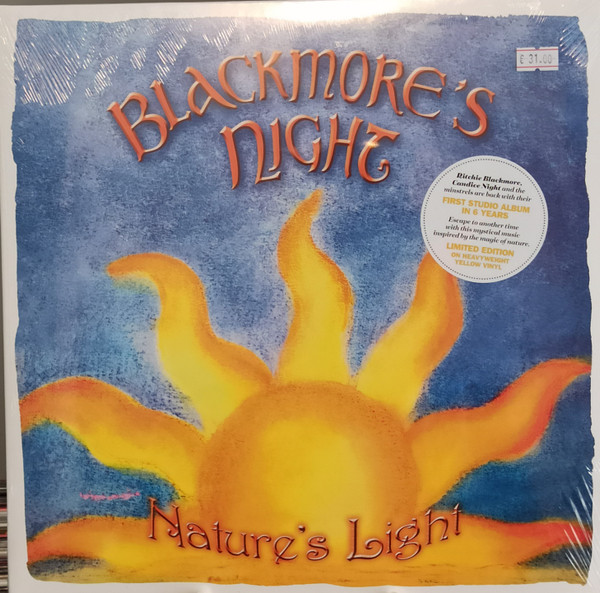 BLACKMORE'S
NIGHT
€ 31.00
Ritchie Blackmore,
Candice Night and the
minstrels are back with their
FIRST STUDIO ALBUM
IN 6 YEARS
Escape to another time
with this mystical music
inspired by the magic of nature.
LIMITED EDITION
ON HEAVYWEIGHT
YELLOW VINYL
Nature's Light